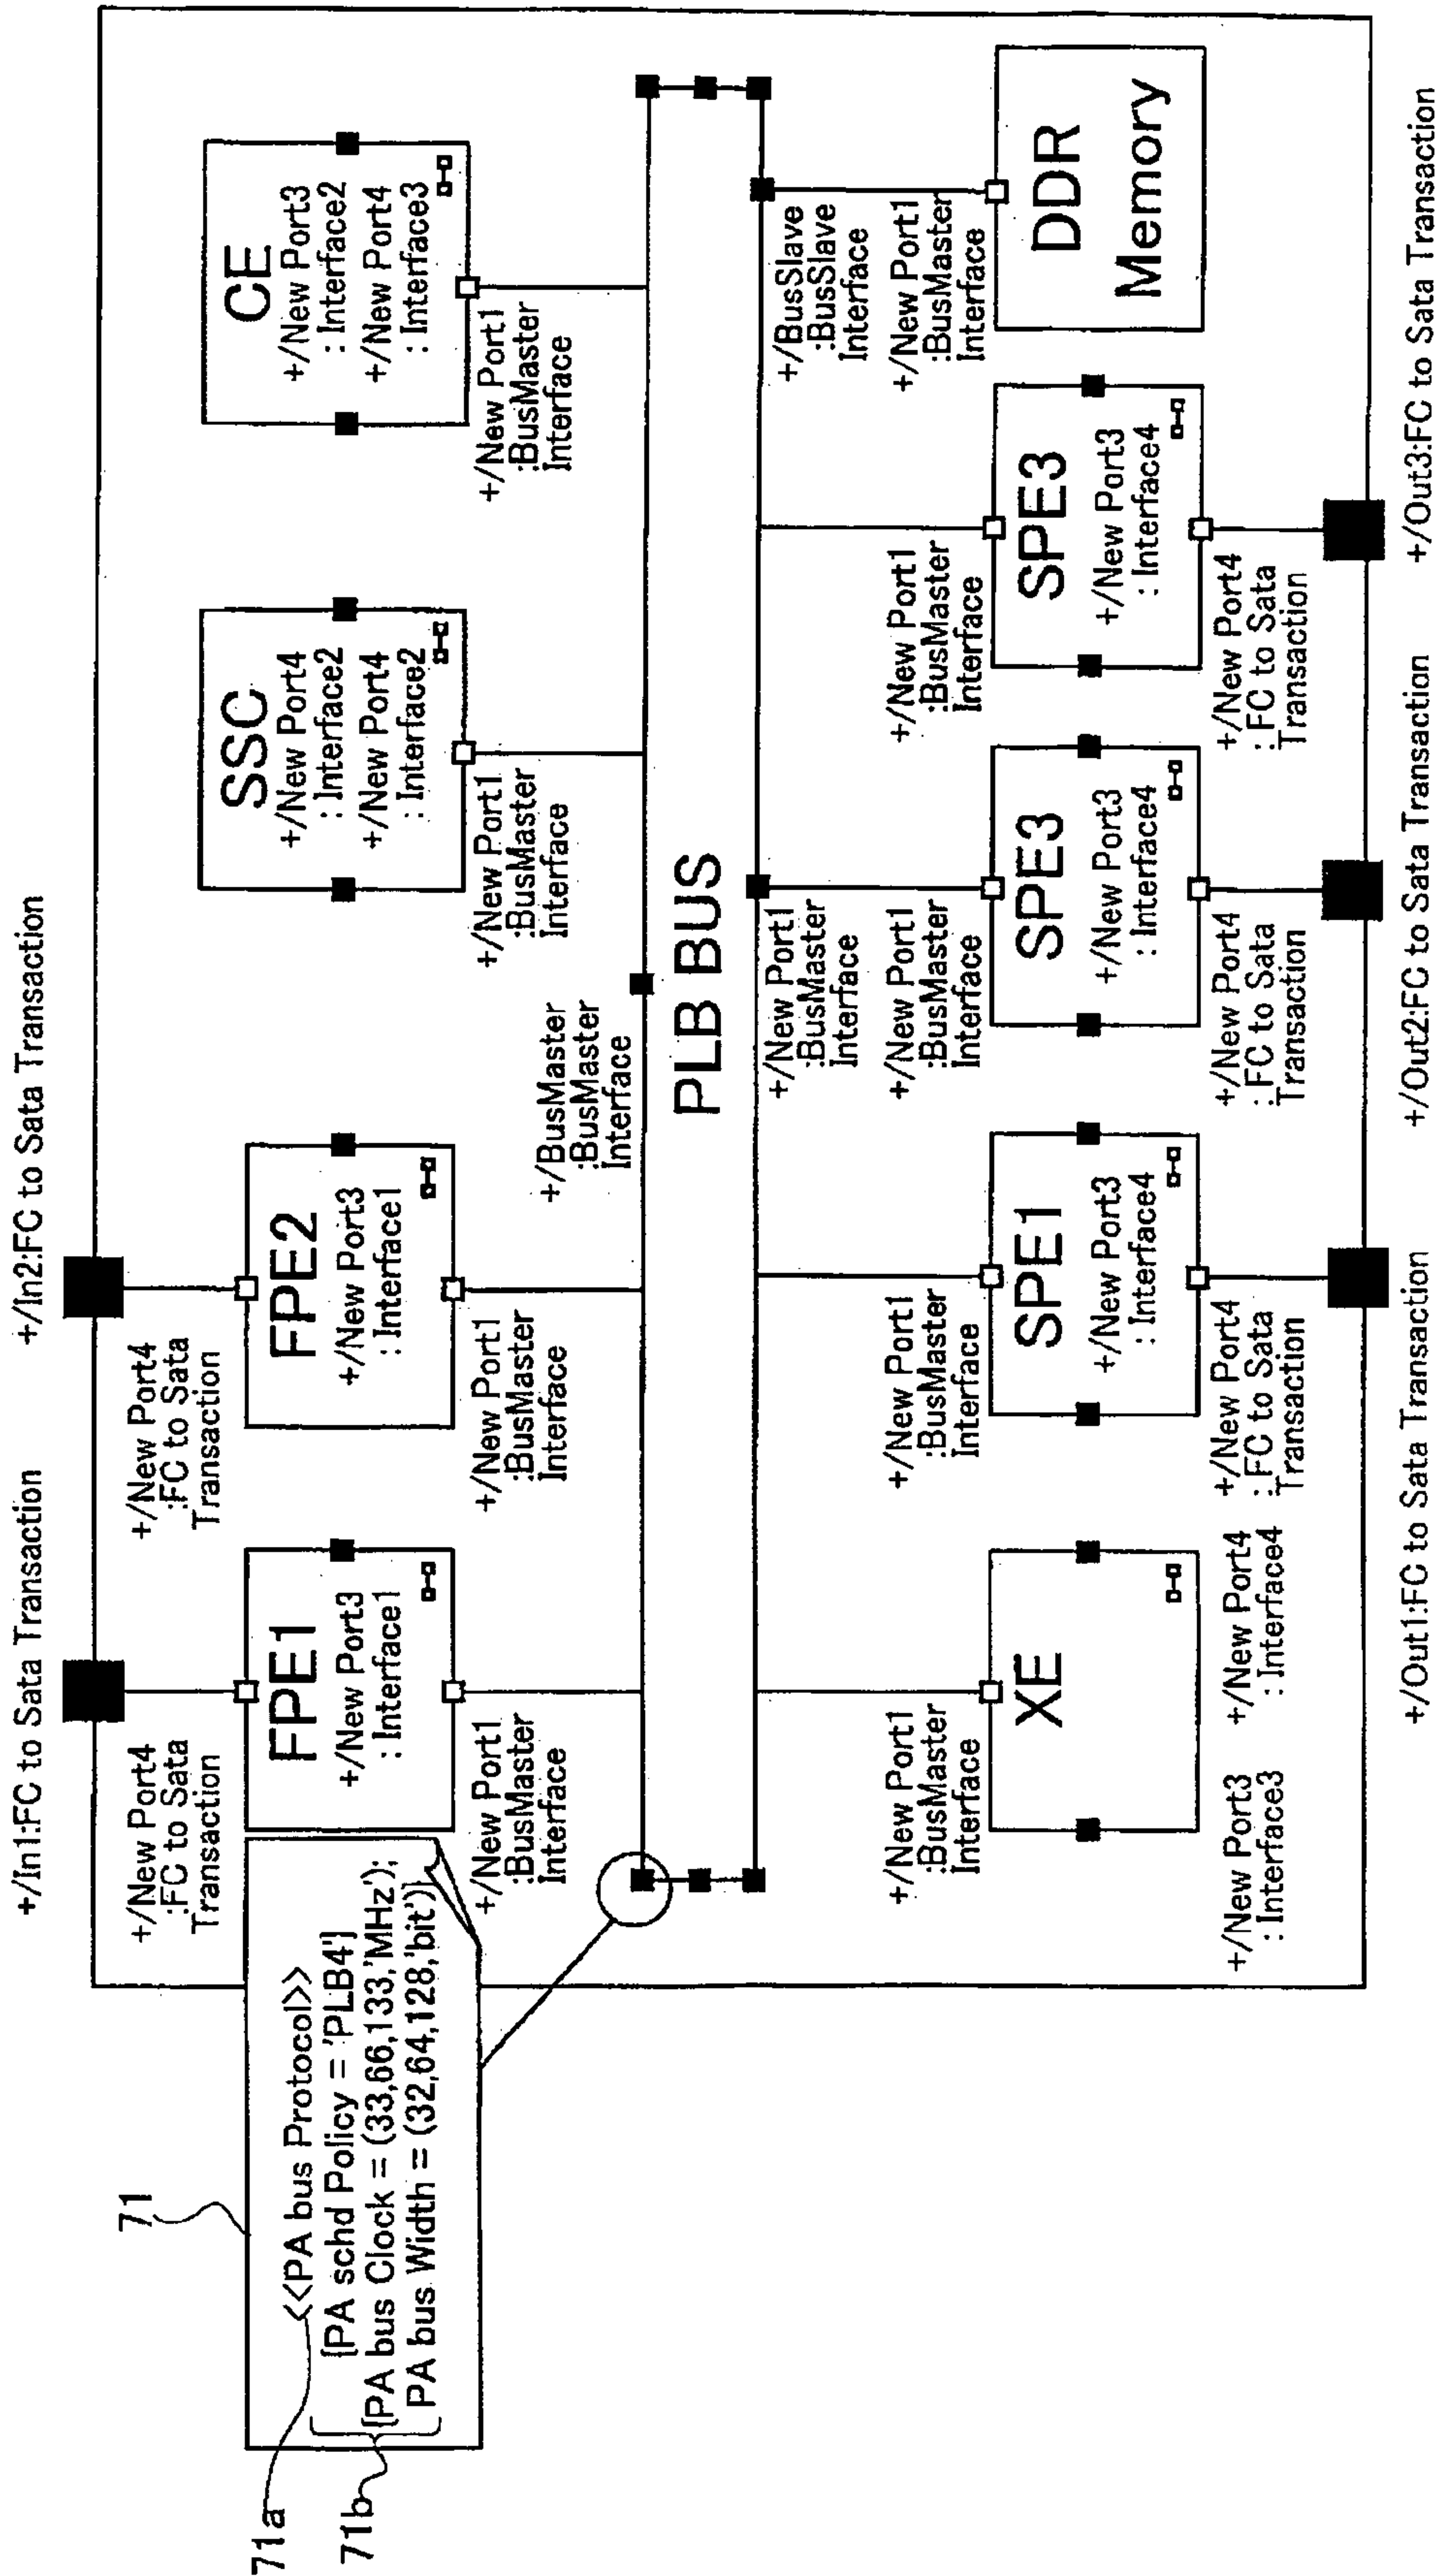 71
71a
71b
<<PA bus Protocol>>
[PA schd Policy = 'PLB4']
[PA bus Clock = (33,66,133,'MHz');
PA bus Width = (32,64,128,'bit')]
+/In1:FC to Sata Transaction
+/In2:FC to Sata Transaction
+/New Port4
:FC to Sata
Transaction
FPE1
+/New Port3
: Interface1
+/New Port1
:BusMaster
Interface
+/New Port4
:FC to Sata
Transaction
FPE2
+/New Port3
: Interface1
+/New Port1
:BusMaster
Interface
+/BusMaster
:BusMaster
Interface
SSC
+/New Port4
: Interface2
+/New Port4
: Interface2
+/New Port1
:BusMaster
Interface
CE
+/New Port3
: Interface2
+/New Port4
: Interface3
+/New Port1
:BusMaster
Interface
PLB BUS
+/New Port1
:BusMaster
Interface
XE
+/New Port3
: Interface3
+/New Port4
: Interface4
+/New Port1
:BusMaster
Interface
SPE1
+/New Port3
: Interface4
+/New Port4
: FC to Sata
Transaction
+/New Port1
:BusMaster
Interface
+/New Port1
:BusMaster
Interface
SPE3
+/New Port3
: Interface4
+/New Port4
: FC to Sata
Transaction
+/New Port1
:BusMaster
Interface
SPE3
+/New Port3
: Interface4
+/New Port4
: FC to Sata
Transaction
+/BusSlave
:BusSlave
Interface
+/New Port1
:BusMaster
Interface
DDR
Memory
+/Out1:FC to Sata Transaction
+/Out2:FC to Sata Transaction
+/Out3:FC to Sata Transaction